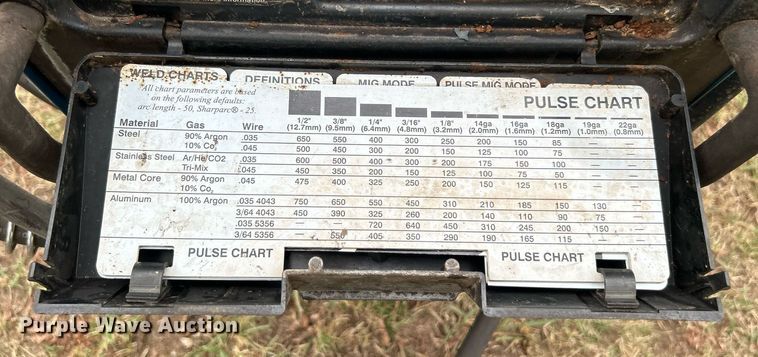 WELD CHARTS DEFINITIONS MIG MODE PULSE MIG MODE
All chart parameters are based
on the following defaults:
arc length - 50, Sharparc® - 25.
PULSE CHART
Material Gas Wire 1/2" (12.7mm) 3/8" (9.5mm) 1/4" (6.4mm) 3/16" (4.8mm) 1/8" (3.2mm) 14ga (2.0mm) 16ga (1.6mm) 18ga (1.2mm) 19ga (1.0mm) 22ga (0.8mm)
Steel 90% Argon .035 650 550 400 300 250 200 150 85 — —
10% CO2 .045 500 450 300 200 150 125 100 75 — —
Stainless Steel Ar/He/CO2 .035 600 500 400 300 200 175 150 100 — —
Tri-Mix .045 450 350 200 150 125 100 75 50 — —
Metal Core 90% Argon .045 475 400 325 250 200 150 125 115 — —
10% CO2
Aluminum 100% Argon .035 4043 750 650 550 450 310 210 185 150 130 —
3/64 4043 450 390 325 260 200 140 110 90 75 —
.035 5356 — — 720 640 450 310 245 200 150 —
3/64 5356 — 550 405 350 290 190 165 115 — —
PULSE CHART PULSE CHART
Purple Wave Auction